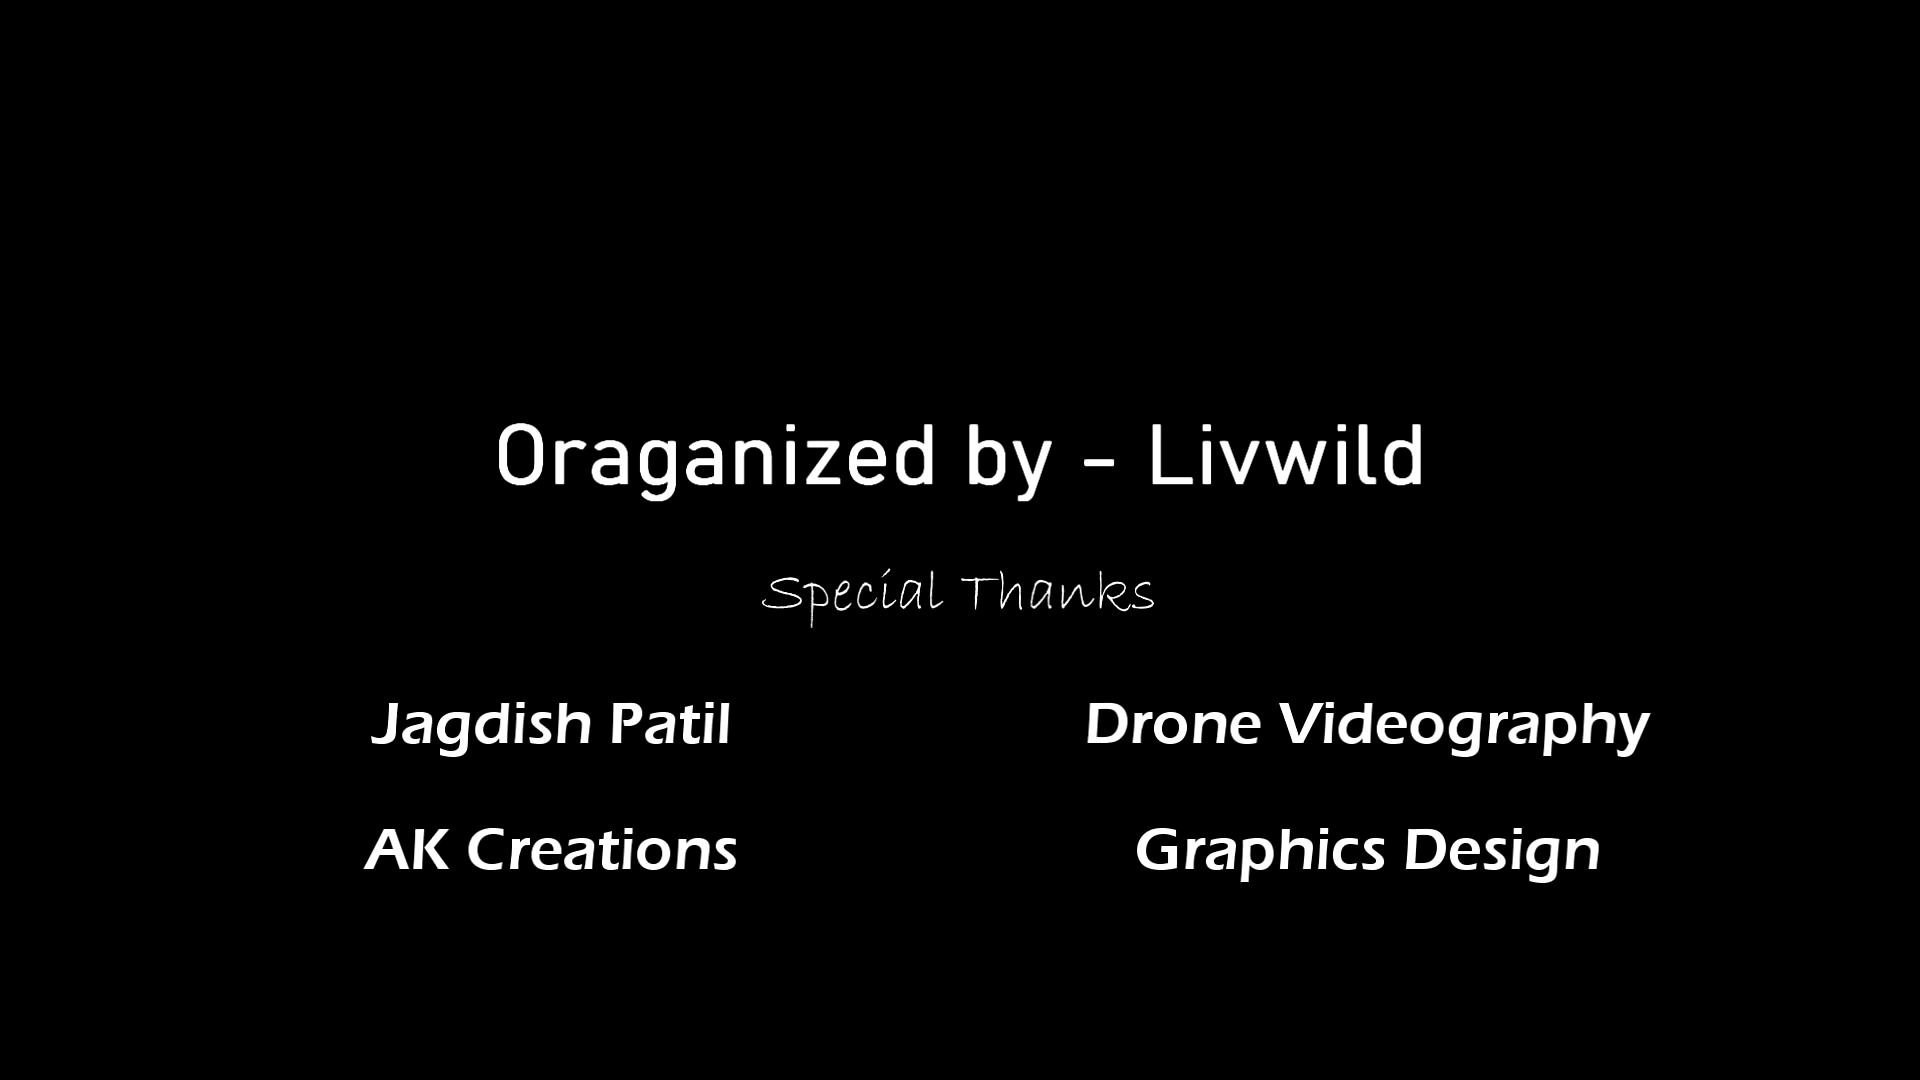 Oraganized by - Livwild
Special Thanks
Jagdish Patil Drone Videography
AK Creations Graphics Design